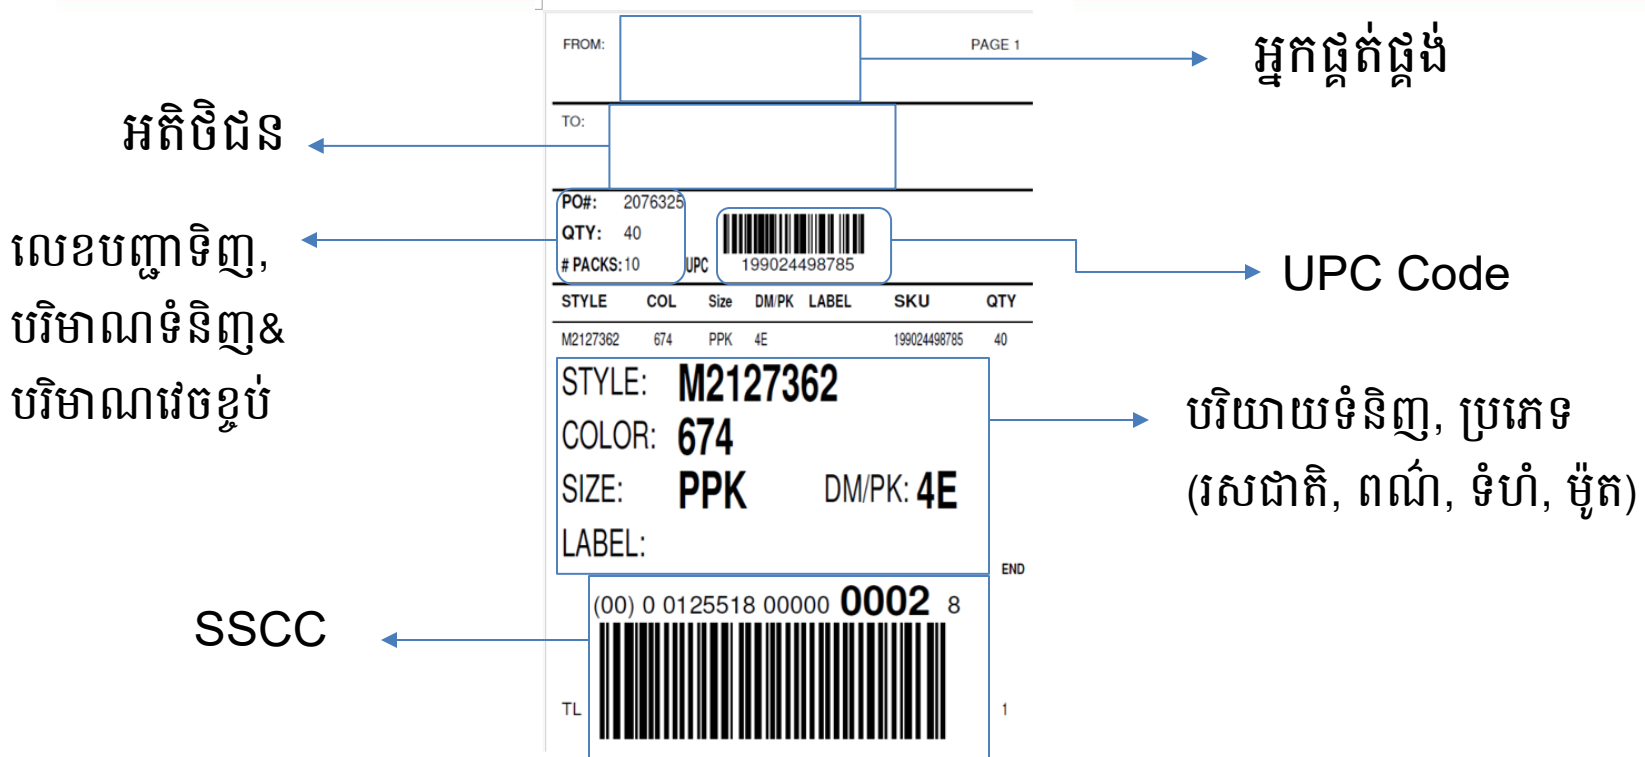 FROM:
PAGE 1
អ្នកផ្គត់ផ្គង់
TO:
អតិថិជន
PO#: 2076325
QTY: 40
# PACKS: 10
UPC
199024498785
លេខបញ្ជាទិញ,
បរិមាណទំនិញ&
បរិមាណវេចខ្ចប់
UPC Code
STYLE COL Size DM/PK LABEL SKU QTY
M2127362 674 PPK 4E 199024498785 40
STYLE: M2127362
COLOR: 674
SIZE: PPK DM/PK: 4E
LABEL:
បរិយាយទំនិញ, ប្រភេទ
(រសជាតិ, ពណ៌, ទំហំ, ម៉ូត)
END
(00) 0 0125518 00000 0002 8
SSCC
TL
1